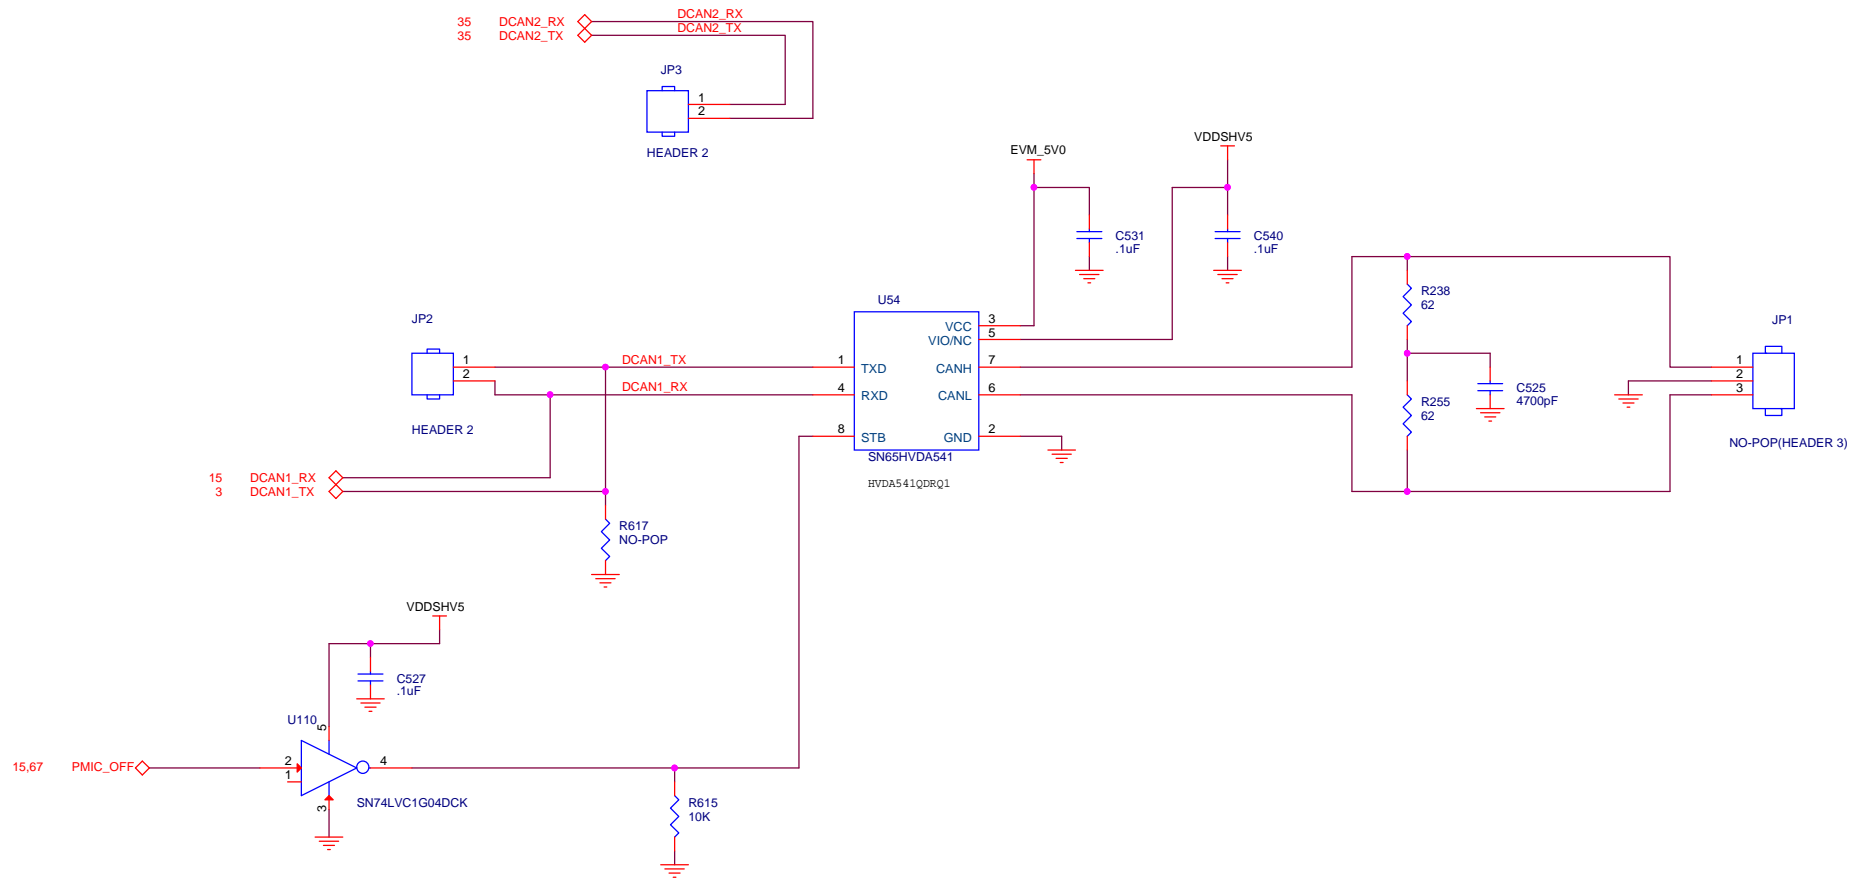 35 DCAN2_RX DCAN2_RX
35 DCAN2_TX DCAN2_TX
JP3
1
2
HEADER 2
EVM_5V0
VDDSHV5
C531
.1uF
C540
.1uF
U54
JP2
1
2
HEADER 2
DCAN1_TX
DCAN1_RX
1 TXD
4 RXD
8 STB
VCC 3
VIO/NC 5
CANH 7
CANL 6
GND 2
SN65HVDA541
HVDA541QDRQ1
R238
62
R255
62
C525
4700pF
JP1
1
2
3
NO-POP(HEADER 3)
15 DCAN1_RX
3 DCAN1_TX
R617
NO-POP
VDDSHV5
C527
.1uF
U110
5
15,67 PMIC_OFF
2
1
4
3
SN74LVC1G04DCK
R615
10K